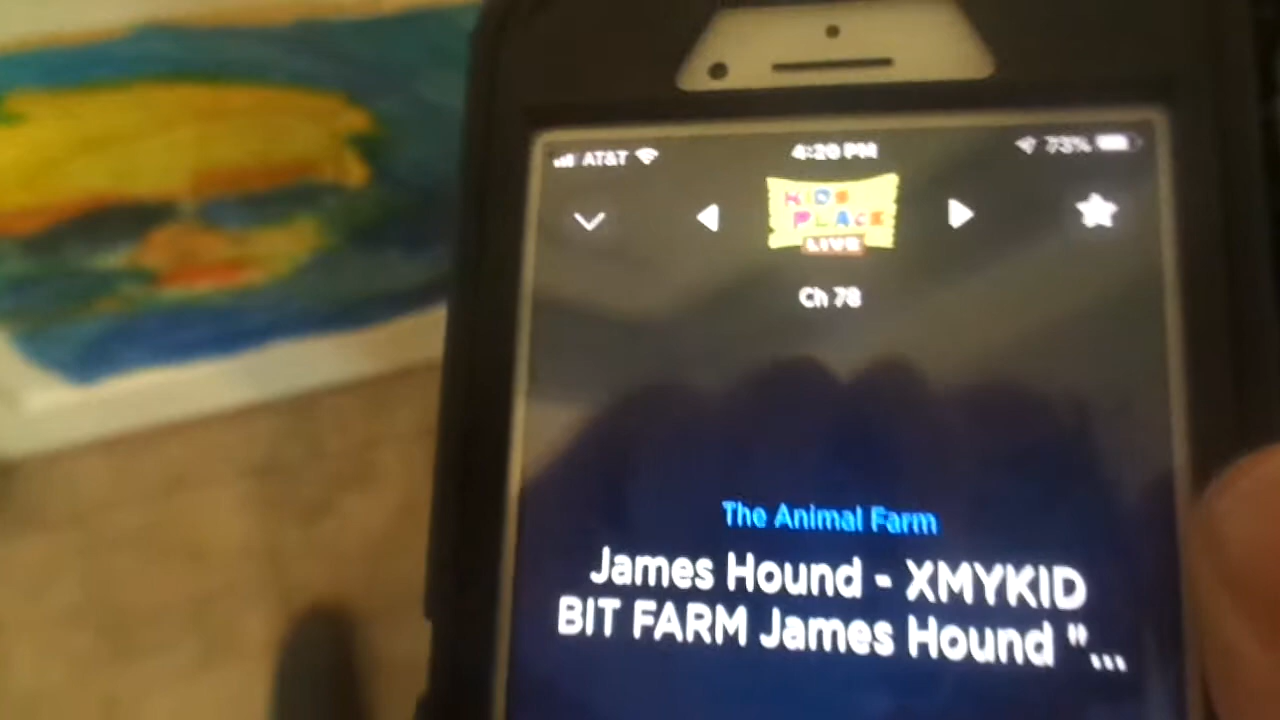 AT&T 4:20 PM 73%
KIDS
PLACE
LIVE
Ch 78
The Animal Farm
James Hound - XMYKID
BIT FARM James Hound "...